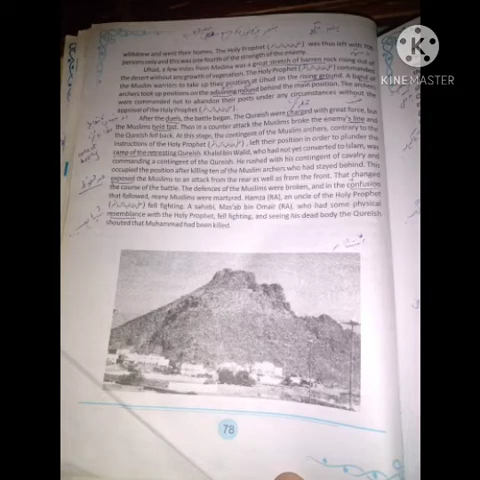 withdrew and went their homes. The Holy Prophet (ﷺ) was thus left with 700
persons only and this was one fourth of the strength of the enemy.
Uhud, a few miles from Madina was a great stretch of barren rock rising out of
the desert without any growth of vegetation. The Holy Prophet (ﷺ) commanded
the Muslim warriors to take up their position at Uhud on the rising ground. A band of
archers took up positions on the adjoining mound behind the main position. The archers
were commanded not to abandon their posts under any circumstances without the
approval of the Holy Prophet (ﷺ).
After the duels, the battle began. The Qureish were charged with great force, but
the Muslims held fast. Then in a counter attack the Muslims broke the enemy's line and
the Quraish fell back. At this stage, the contingent of the Muslim archers, contrary to the
instructions of the Holy Prophet (ﷺ), left their position in order to plunder the
camp of the retreating Qureish. Khalid bin Walid, who had not yet converted to Islam, was
commanding a contingent of the Qureish. He rushed with his contingent of cavalry and
occupied the position after killing ten of the Muslim archers who had stayed behind. This
exposed the Muslims to an attack from the rear as well as from the front. That changed
the course of the battle. The defences of the Muslims were broken, and in the confusion
that followed, many Muslims were martyred. Hamza (RA), an uncle of the Holy Prophet
(ﷺ) fell fighting. A sahabi, Mas'ab bin Omair (RA), who had some physical
resemblance with the Holy Prophet, fell fighting, and seeing his dead body the Qureish
shouted that Muhammad had been killed.
78
K
KINEMASTER